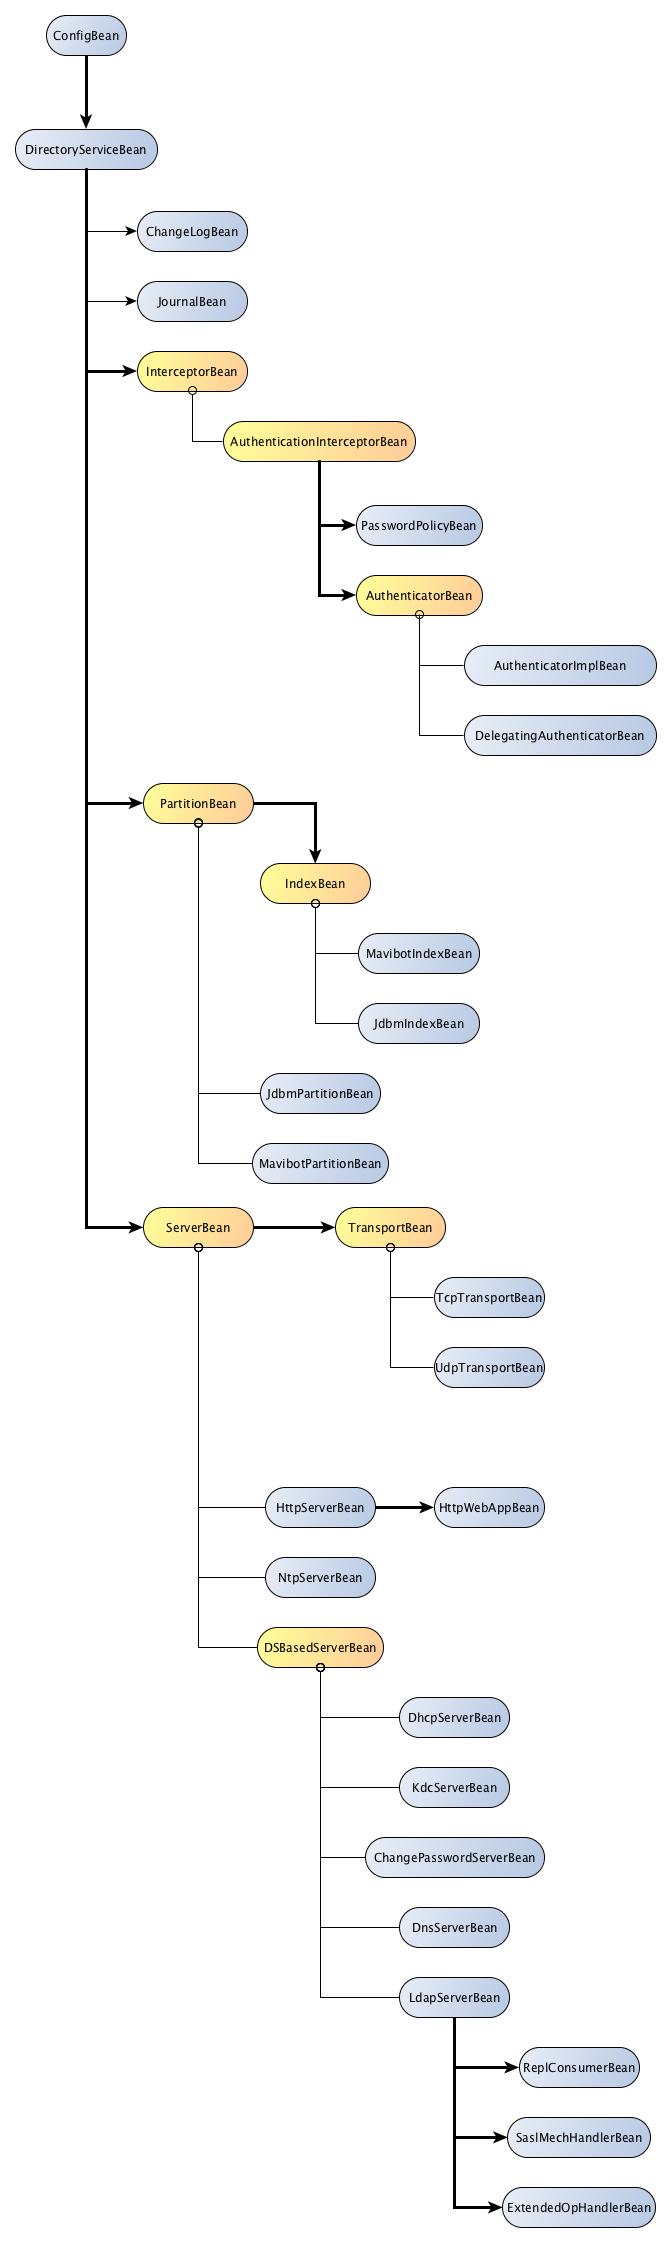 ConfigBean
DirectoryServiceBean
ChangeLogBean
JournalBean
InterceptorBean
AuthenticationInterceptorBean
PasswordPolicyBean
AuthenticatorBean
AuthenticatorImplBean
DelegatingAuthenticatorBean
PartitionBean
IndexBean
MavibotIndexBean
JdbmIndexBean
JdbmPartitionBean
MavibotPartitionBean
ServerBean
TransportBean
TcpTransportBean
UdpTransportBean
HttpServerBean
HttpWebAppBean
NtpServerBean
DSBasedServerBean
DhcpServerBean
KdcServerBean
ChangePasswordServerBean
DnsServerBean
LdapServerBean
ReplConsumerBean
SaslMechHandlerBean
ExtendedOpHandlerBean